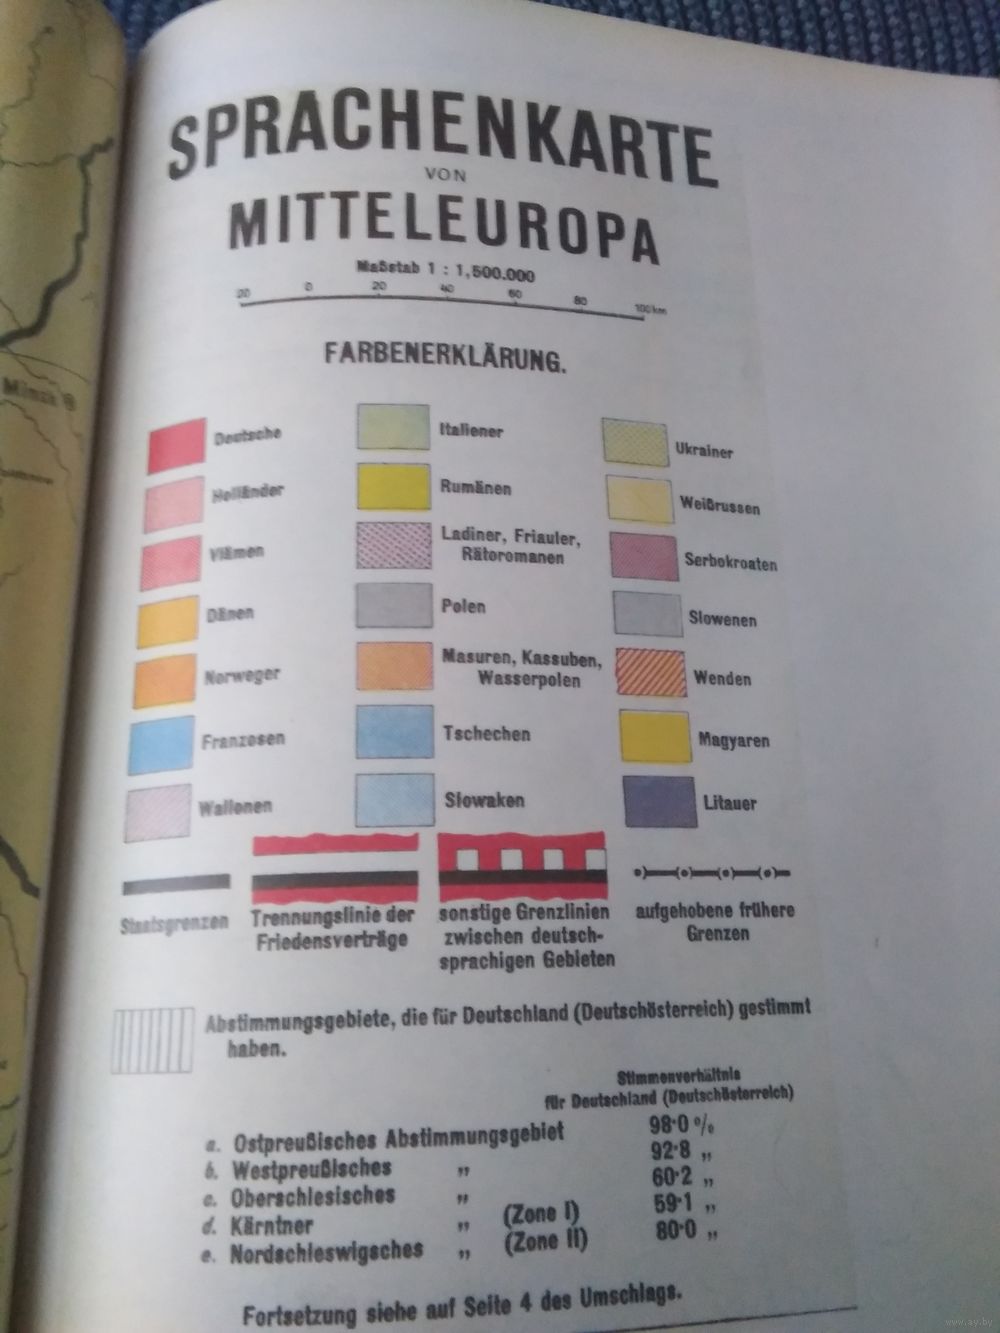 SPRACHENKARTE
VON
MITTELEUROPA
Maßstab 1 : 1,500.000
20 0 20 40 60 80 100 km
FARBENERKLÄRUNG.
Deutsche
Holländer
Vlämen
Dänen
Norweger
Franzosen
Wallonen
Italiener
Rumänen
Ladiner, Friauler,
Rätoromanen
Polen
Masuren, Kassuben,
Wasserpolen
Tschechen
Slowaken
Ukrainer
Weißrussen
Serbokroaten
Slowenen
Wenden
Magyaren
Litauer
Staatsgrenzen
Trennungslinie der
Friedensverträge
sonstige Grenzlinien
zwischen deutsch-
sprachigen Gebieten
aufgehobene frühere
Grenzen
Abstimmungsgebiete, die für Deutschland (Deutschösterreich) gestimmt
haben.
Stimmenverhältnis
für Deutschland (Deutschösterreich)
a. Ostpreußisches Abstimmungsgebiet 98·0 %
b. Westpreußisches „ 92·8 „
c. Oberschlesisches „ 60·2 „
d. Kärntner „ (Zone I) 59·1 „
e. Nordschleswigsches „ (Zone II) 80·0 „
Fortsetzung siehe auf Seite 4 des Umschlags.
Minsk
www.ay.by